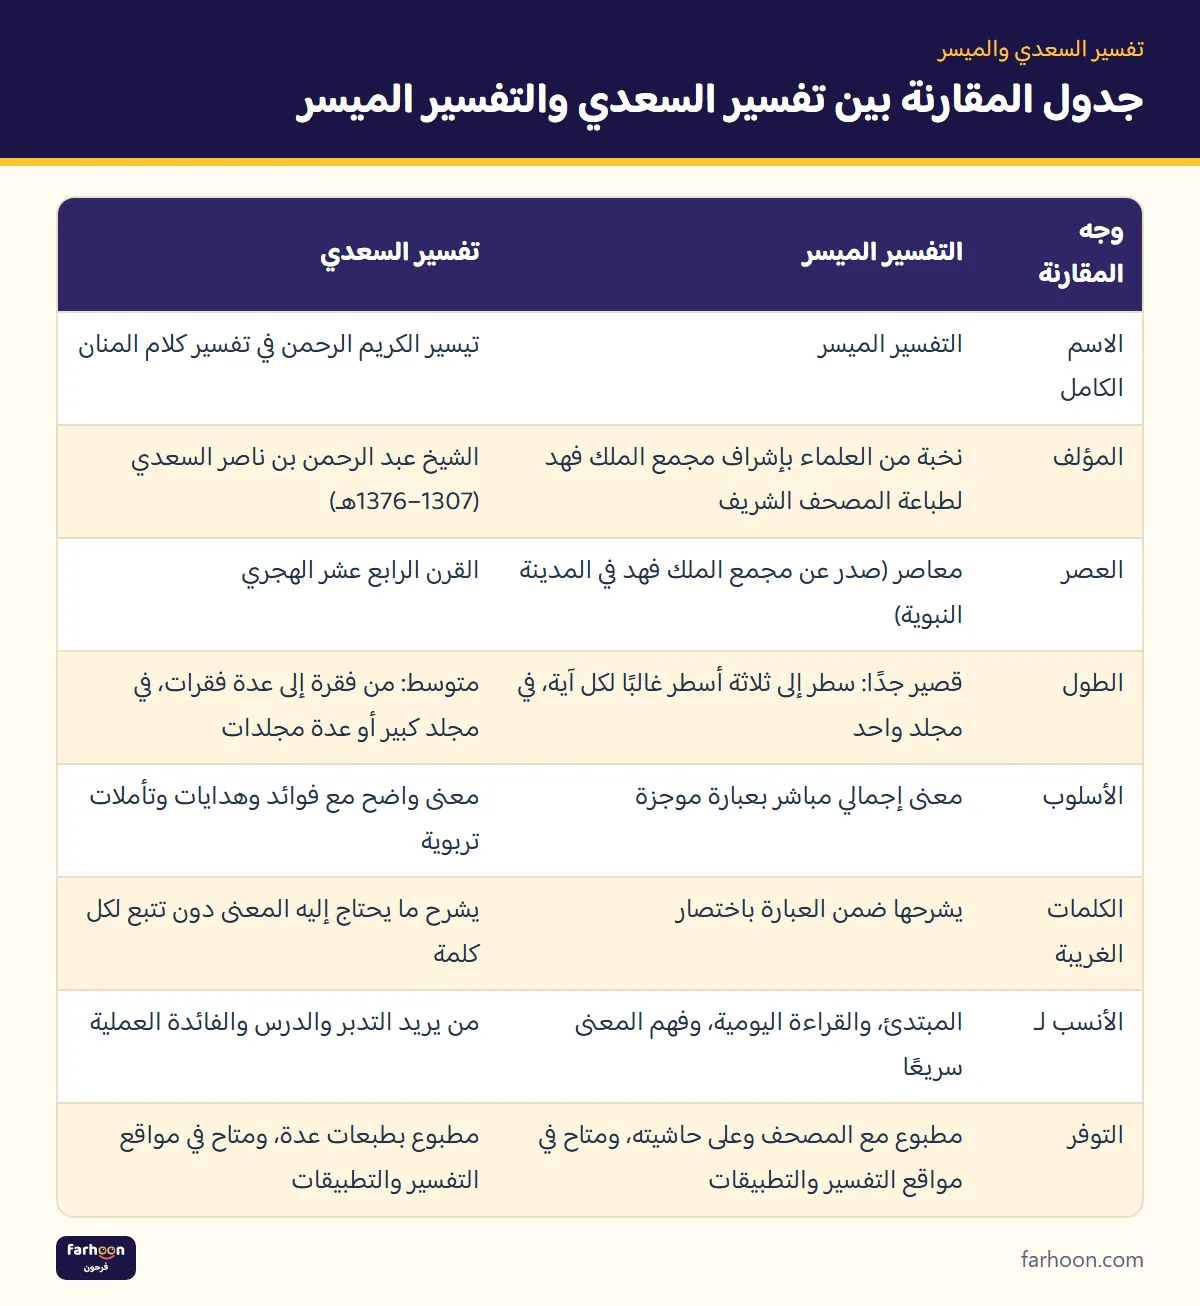 تفسير السعدي والميسر
جدول المقارنة بين تفسير السعدي والتفسير الميسر
وجه
المقارنة
التفسير الميسر
تفسير السعدي
الاسم
الكامل
التفسير الميسر
تيسير الكريم الرحمن في تفسير كلام المنان
المؤلف
نخبة من العلماء بإشراف مجمع الملك فهد
لطباعة المصحف الشريف
الشيخ عبد الرحمن بن ناصر السعدي
(1307–1376هـ)
العصر
معاصر (صدر عن مجمع الملك فهد في المدينة
النبوية)
القرن الرابع عشر الهجري
الطول
قصير جدًا: سطر إلى ثلاثة أسطر غالبًا لكل آية، في
مجلد واحد
متوسط: من فقرة إلى عدة فقرات، في
مجلد كبير أو عدة مجلدات
الأسلوب
معنى إجمالي مباشر بعبارة موجزة
معنى واضح مع فوائد وهدايات وتأملات
تربوية
الكلمات
الغريبة
يشرحها ضمن العبارة باختصار
يشرح ما يحتاج إليه المعنى دون تتبع لكل
كلمة
الأنسب لـ
المبتدئ، والقراءة اليومية، وفهم المعنى
سريعًا
من يريد التدبر والدرس والفائدة العملية
التوفر
مطبوع مع المصحف وعلى حاشيته، ومتاح في
مواقع التفسير والتطبيقات
مطبوع بطبعات عدة، ومتاح في مواقع
التفسير والتطبيقات
farhoon.com
farhoon
فرحون